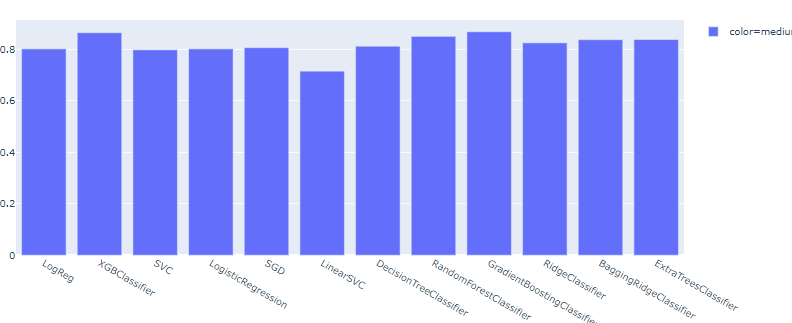 color=mediu
0.8
0.6
0.4
0.2
0
LogReg
XGBClassifier
SVC
LogisticRegression
SGD
LinearSVC
DecisionTreeClassifier
RandomForestClassifier
GradientBoostingClassifie
RidgeClassifier
BaggingRidgeClassifier
ExtraTreesClassifier